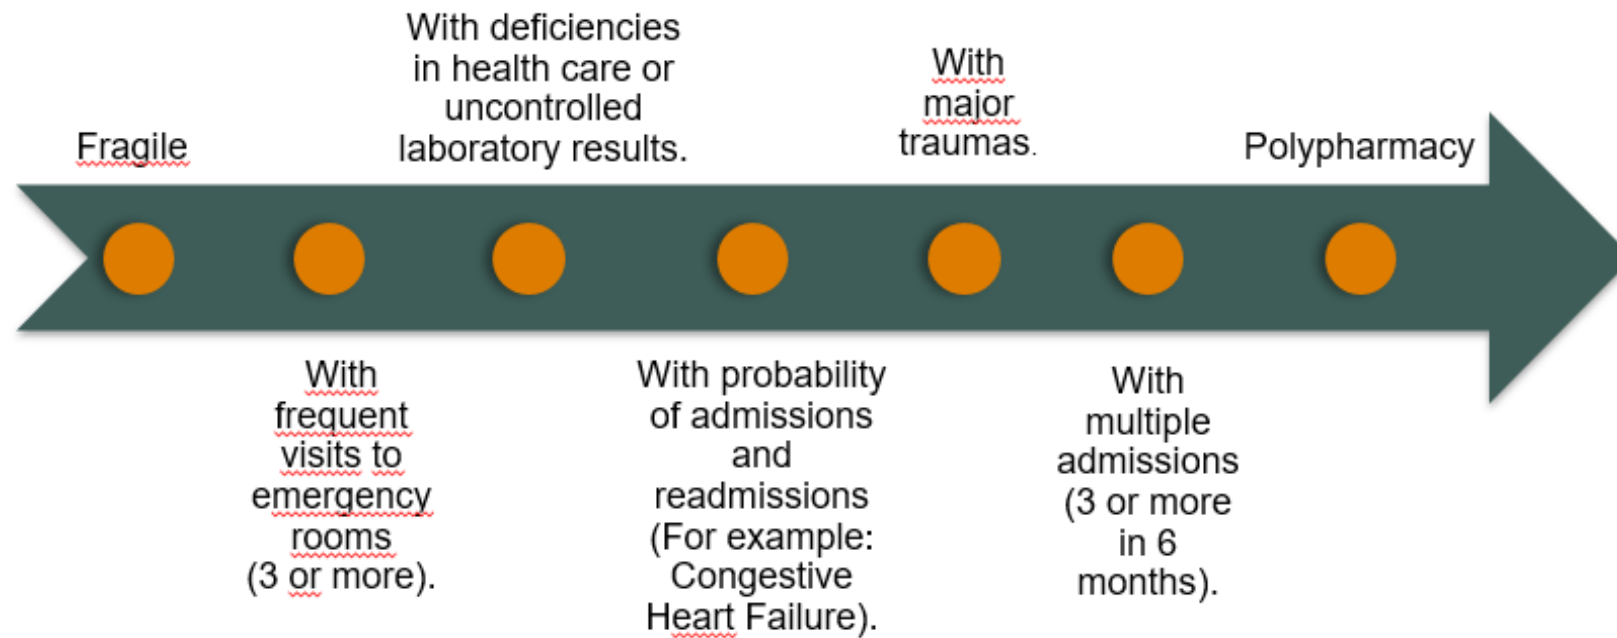 Fragile
With
frequent
visits to
emergency
rooms
(3 or more).
With deficiencies
in health care or
uncontrolled
laboratory results.
With probability
of admissions
and
readmissions
(For example:
Congestive
Heart Failure).
With
major
traumas.
With
multiple
admissions
(3 or more
in 6
months).
Polypharmacy